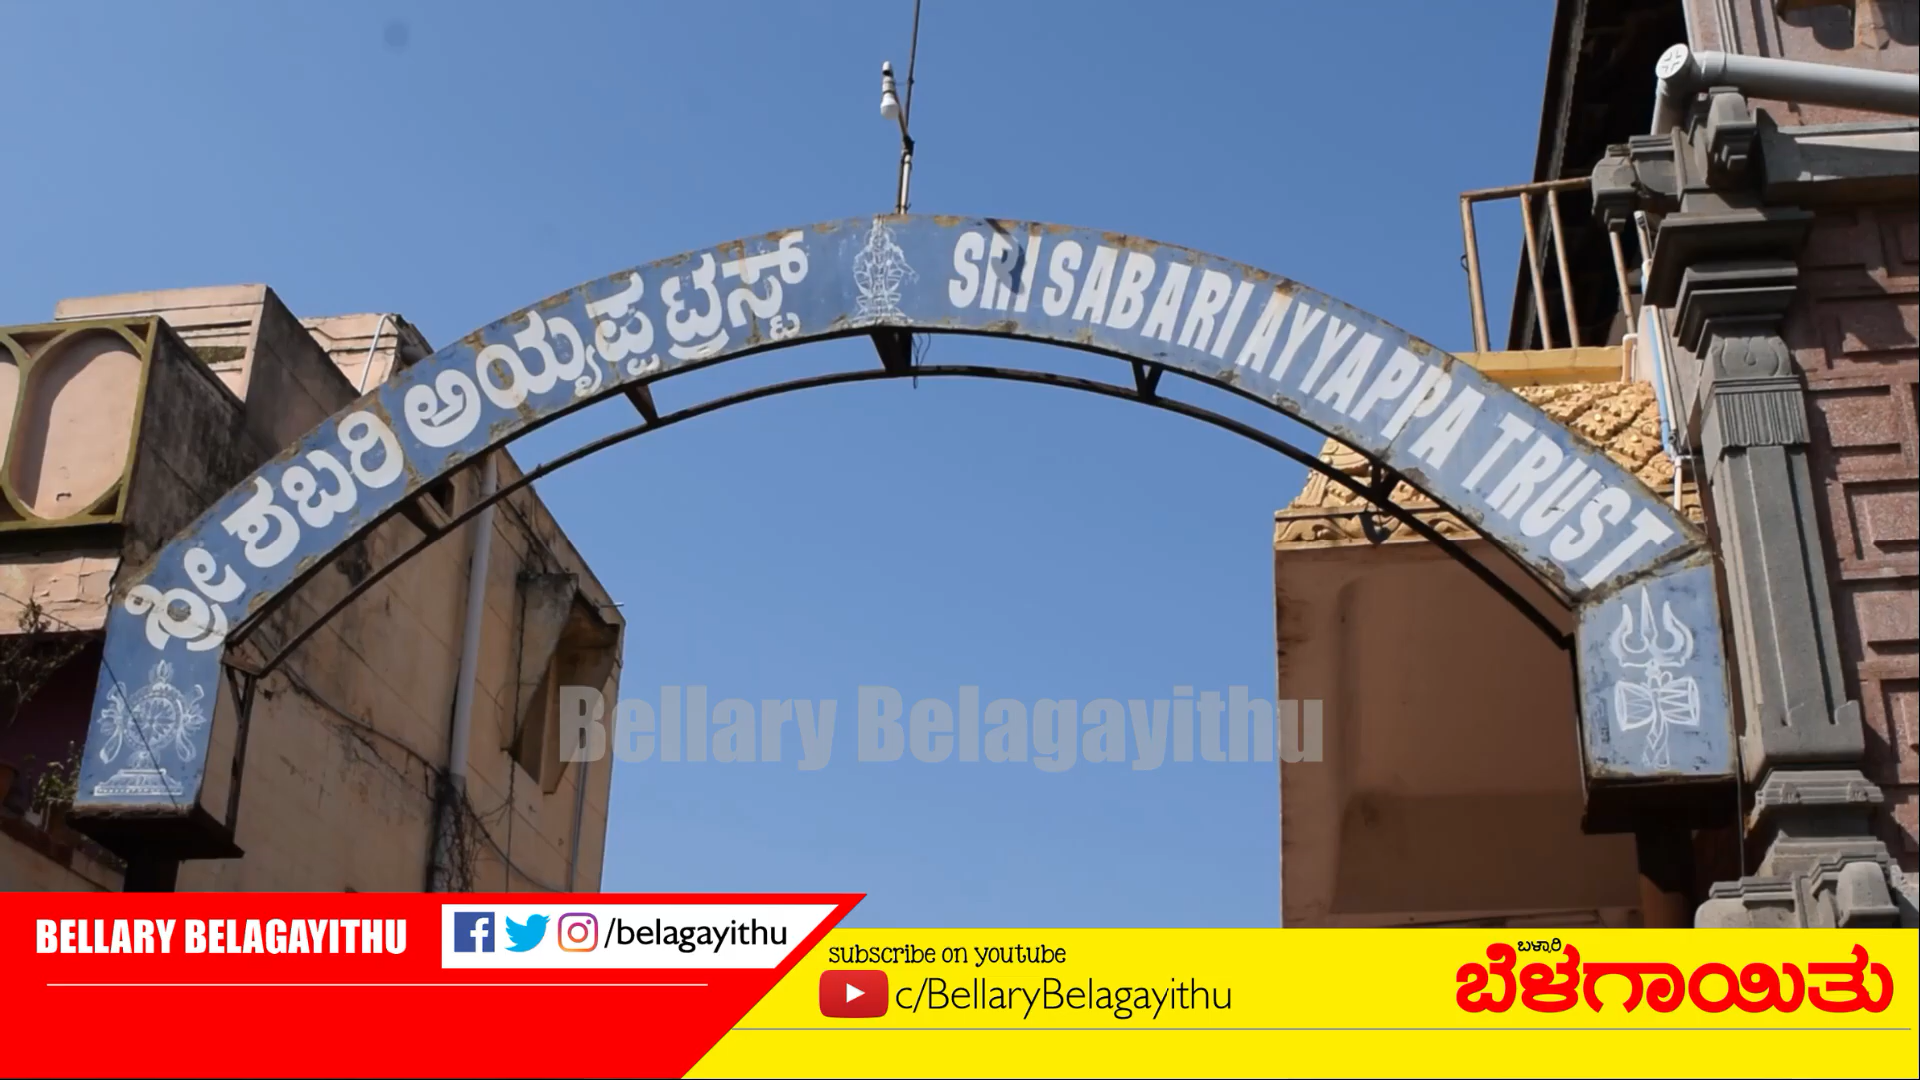 ಶ್ರೀ ಶಬರಿ ಅಯ್ಯಪ್ಪ ಟ್ರಸ್ಟ್ SRI SABARI AYYAPPA TRUST
Bellary Belagayithu
BELLARY BELAGAYITHU
/belagayithu
subscribe on youtube
c/BellaryBelagayithu
ಬಳ್ಳಾರಿ
ಬೆಳಗಾಯಿತು